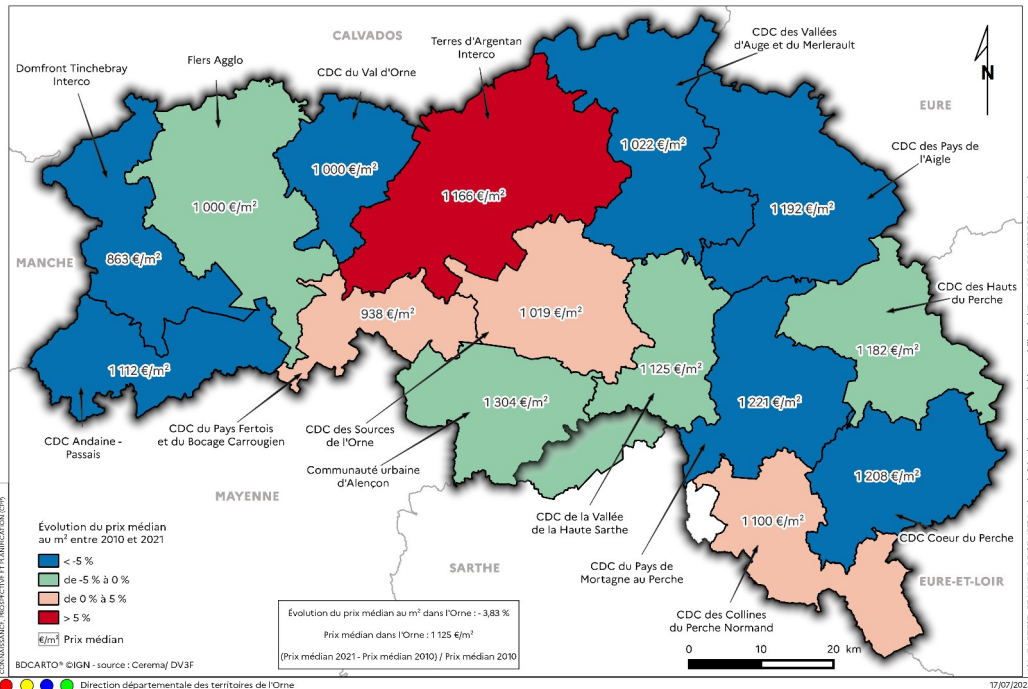 CALVADOS
Terres d'Argentan
Interco
CDC des Vallées
d'Auge et du Merlerault
Flers Agglo
Domfront Tinchebray
Interco
CDC du Val d'Orne
N
EURE
CDC des Pays de
l'Aigle
1 022 €/m²
1 000 €/m²
1 166 €/m²
1 000 €/m²
1 192 €/m²
MANCHE
863 €/m²
CDC des Hauts
du Perche
938 €/m²
1 019 €/m²
1 182 €/m²
1 112 €/m²
1 125 €/m²
1 304 €/m²
1 221 €/m²
CDC Andaine -
Passais
CDC du Pays Fertois
et du Bocage Carrougien
CDC des Sources
de l'Orne
Communauté urbaine
d'Alençon
1 208 €/m²
MAYENNE
CDC de la Vallée
de la Haute Sarthe
1 100 €/m²
CDC Coeur du Perche
SARTHE
CDC du Pays de
Mortagne au Perche
EURE-ET-LOIR
CDC des Collines
du Perche Normand
Évolution du prix médian
au m² entre 2010 et 2021
< -5 %
de -5 % à 0 %
de 0 % à 5 %
> 5 %
€/m² Prix médian
Évolution du prix médian au m² dans l'Orne : - 3,83 %
Prix médian dans l'Orne : 1 125 €/m²
(Prix médian 2021 - Prix médian 2010) / Prix médian 2010
0 10 20 km
BDCARTO® ©IGN - source : Cerema/ DV3F
Direction départementale des territoires de l'Orne
17/07/202
CONNAISSANCE, PROSPECTIVE ET PLANIFICATION (CPP)